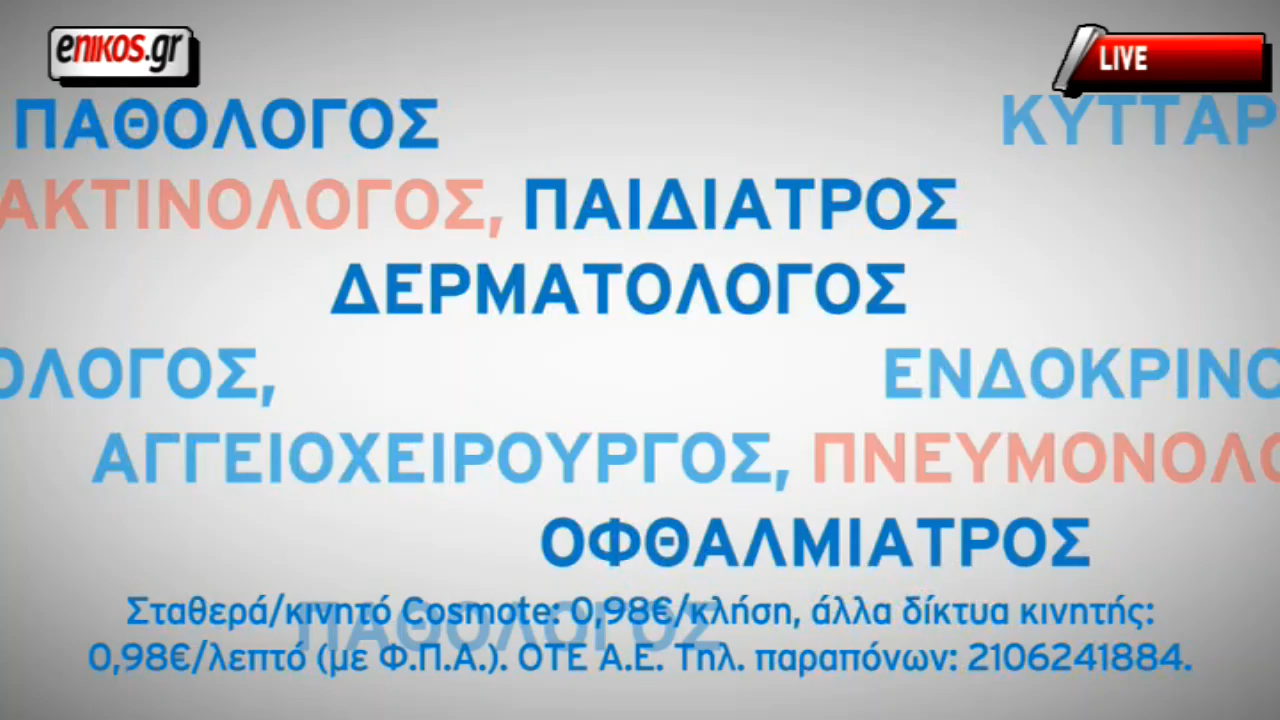 enikos.gr
LIVE
ΠΑΘΟΛΟΓΟΣ ΚΥΤΤΑΡ
ΑΚΤΙΝΟΛΟΓΟΣ, ΠΑΙΔΙΑΤΡΟΣ
ΔΕΡΜΑΤΟΛΟΓΟΣ
ΟΛΟΓΟΣ, ΕΝΔΟΚΡΙΝΟ
ΑΓΓΕΙΟΧΕΙΡΟΥΡΓΟΣ, ΠΝΕΥΜΟΝΟΛΟ
ΟΦΘΑΛΜΙΑΤΡΟΣ
ΠΑΘΟΛΟΓΟΣ
Σταθερά/κινητό Cosmote: 0,98€/κλήση, άλλα δίκτυα κινητής:
0,98€/λεπτό (με Φ.Π.Α.). ΟΤΕ Α.Ε. Τηλ. παραπόνων: 2106241884.